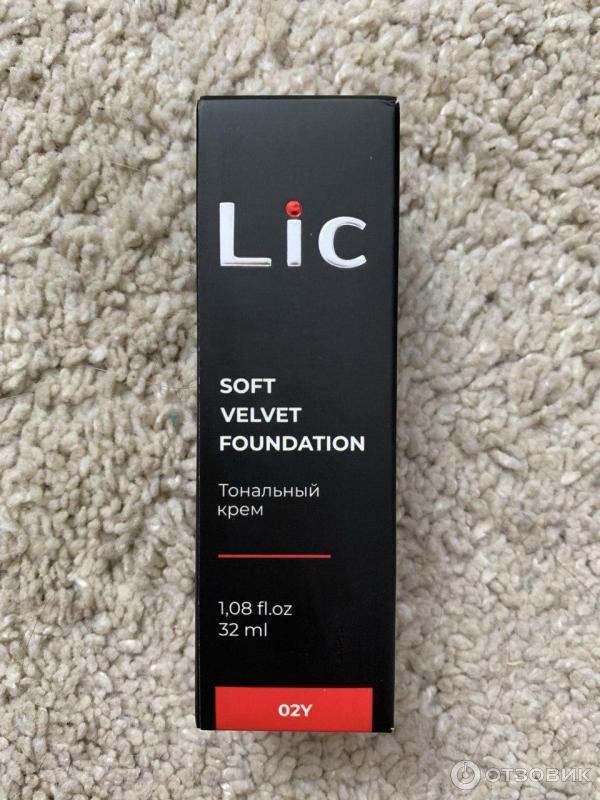 Lic
SOFT
VELVET
FOUNDATION
Тональный
крем
1,08 fl.oz
32 ml
02Y
ОТЗОВИК